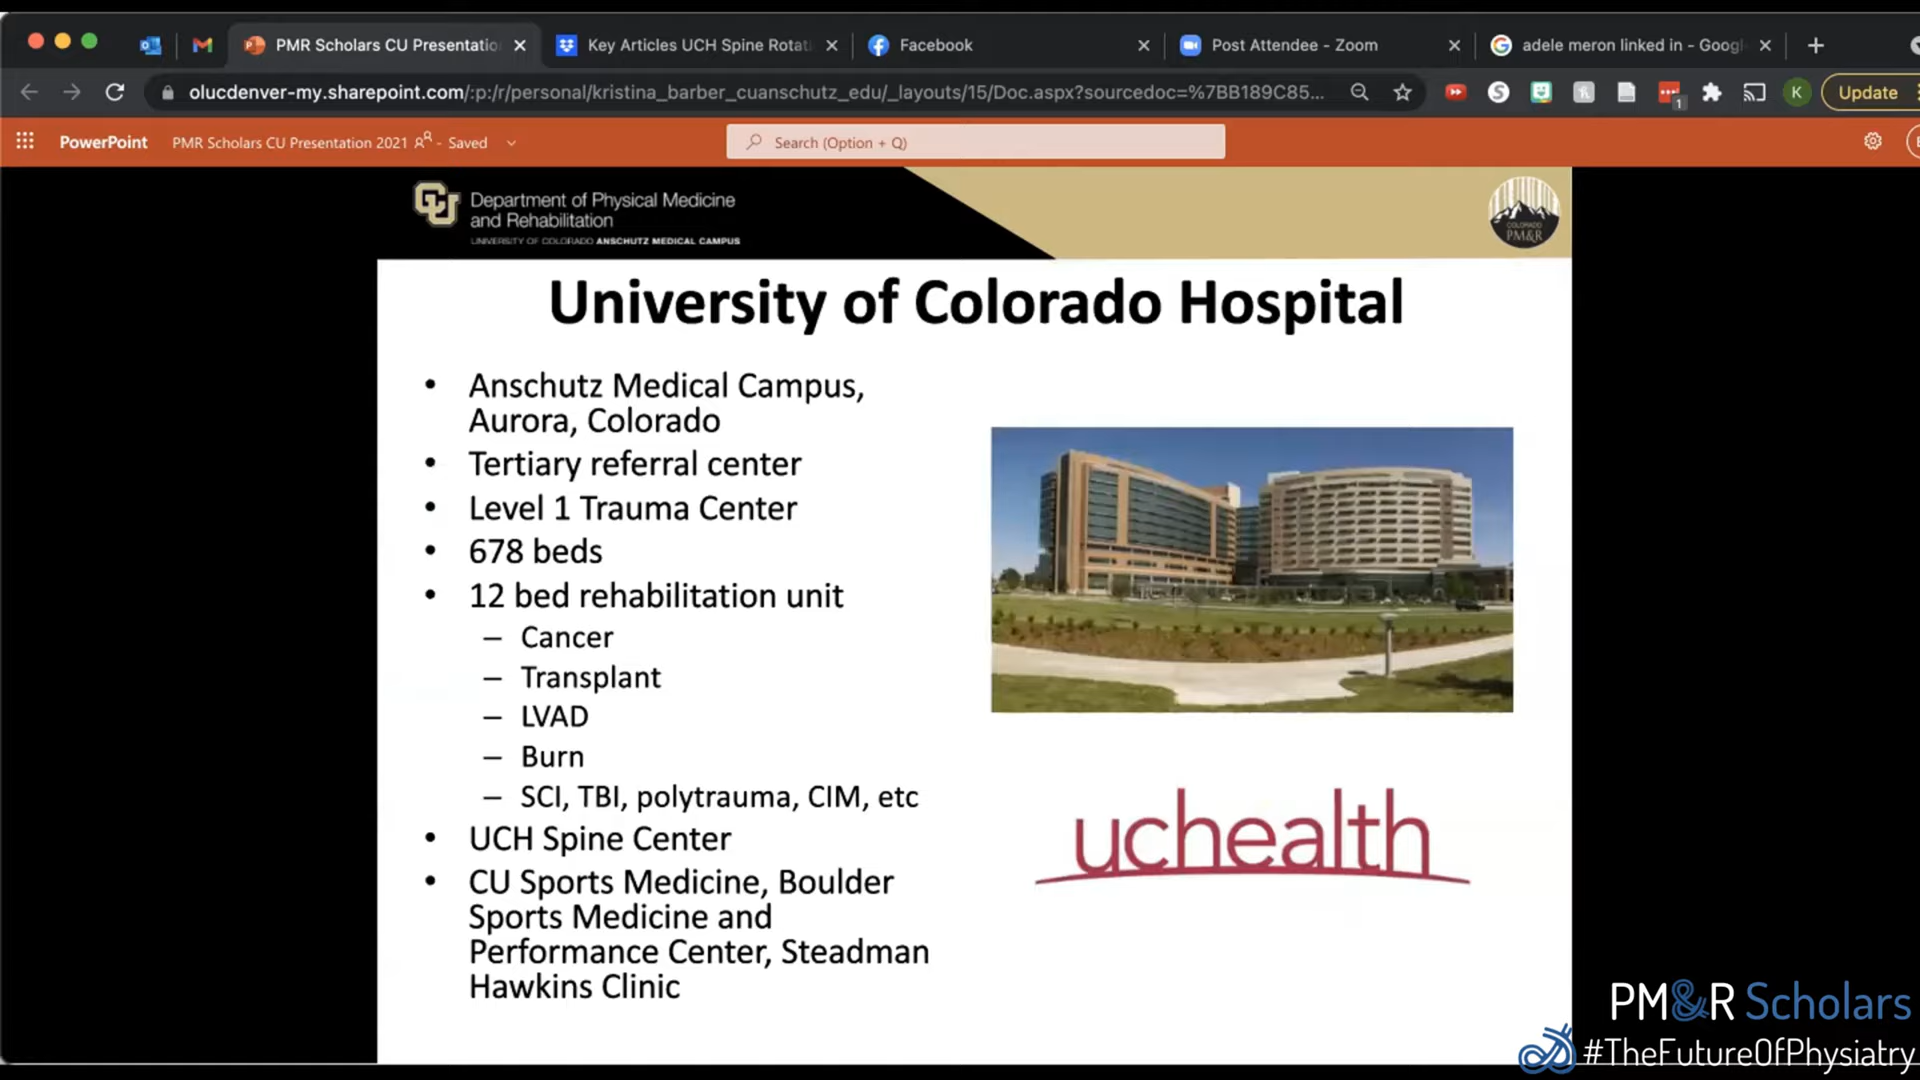 PMR Scholars CU Presentatio
Key Articles UCH Spine Rotat
Facebook
Post Attendee - Zoom
adele meron linked in - Googl
olucdenver-my.sharepoint.com/:p:/r/personal/kristina_barber_cuanschutz_edu/_layouts/15/Doc.aspx?sourcedoc=%7BB189C85...
K
Update
PowerPoint
PMR Scholars CU Presentation 2021 - Saved
Search (Option + Q)
CU
Department of Physical Medicine
and Rehabilitation
UNIVERSITY OF COLORADO ANSCHUTZ MEDICAL CAMPUS
COLORADO
PM&R
University of Colorado Hospital
• Anschutz Medical Campus,
Aurora, Colorado
• Tertiary referral center
• Level 1 Trauma Center
• 678 beds
• 12 bed rehabilitation unit
– Cancer
– Transplant
– LVAD
– Burn
– SCI, TBI, polytrauma, CIM, etc
• UCH Spine Center
• CU Sports Medicine, Boulder
Sports Medicine and
Performance Center, Steadman
Hawkins Clinic
uchealth
PM&R Scholars
#TheFutureOfPhysiatry